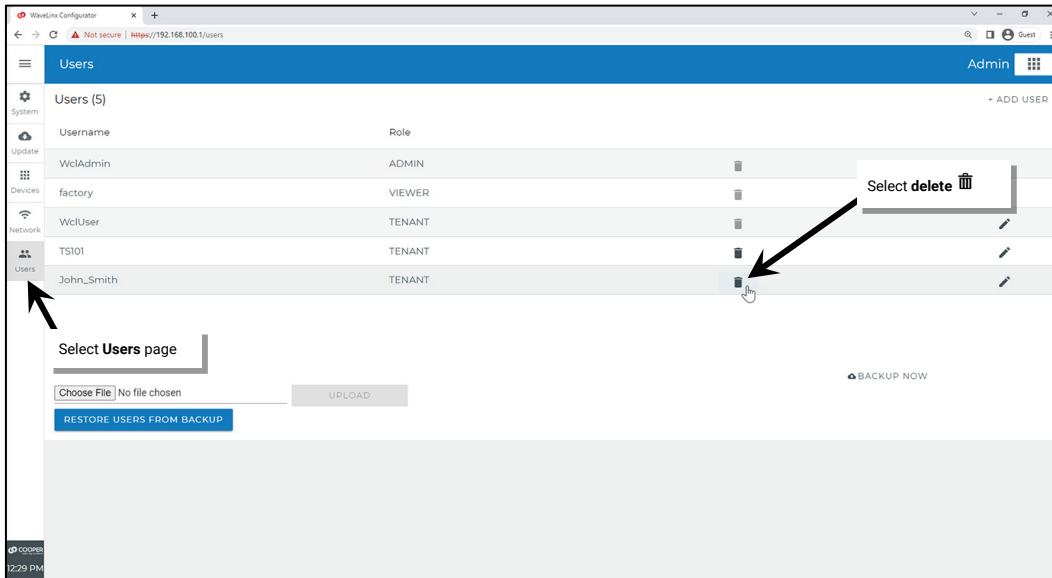 WaveLinx Configurator
Not secure | https://192.168.100.1/users
Guest
Users
Admin
System
Update
Devices
Network
Users
Users (5)
+ ADD USER
Username Role
WclAdmin ADMIN
factory VIEWER
WclUser TENANT
TS101 TENANT
John_Smith TENANT
Select delete
Select Users page
BACKUP NOW
Choose File No file chosen
UPLOAD
RESTORE USERS FROM BACKUP
COOPER
12:29 PM